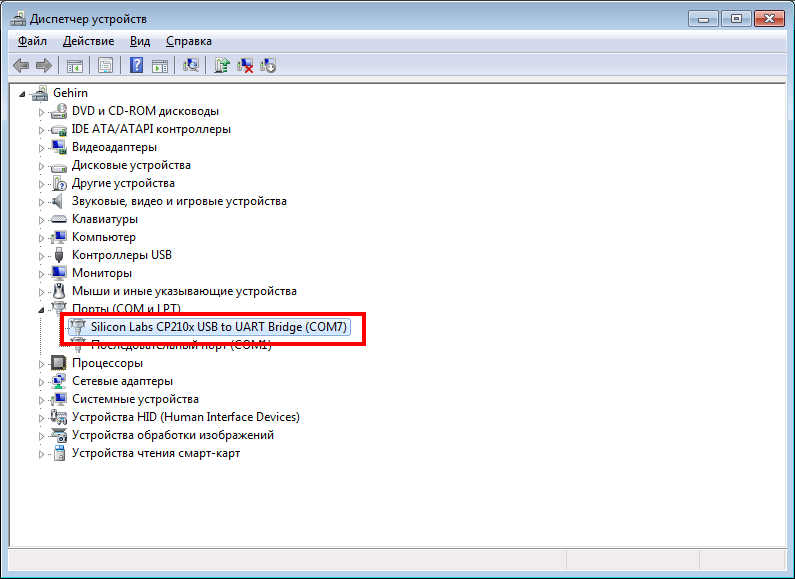 Диспетчер устройств
Файл Действие Вид Справка
Gehirn
DVD и CD-ROM дисководы
IDE ATA/ATAPI контроллеры
Видеоадаптеры
Дисковые устройства
Другие устройства
Звуковые, видео и игровые устройства
Клавиатуры
Компьютер
Контроллеры USB
Мониторы
Мыши и иные указывающие устройства
Порты (COM и LPT)
Silicon Labs CP210x USB to UART Bridge (COM7)
Последовательный порт (COM1)
Процессоры
Сетевые адаптеры
Системные устройства
Устройства HID (Human Interface Devices)
Устройства обработки изображений
Устройства чтения смарт-карт